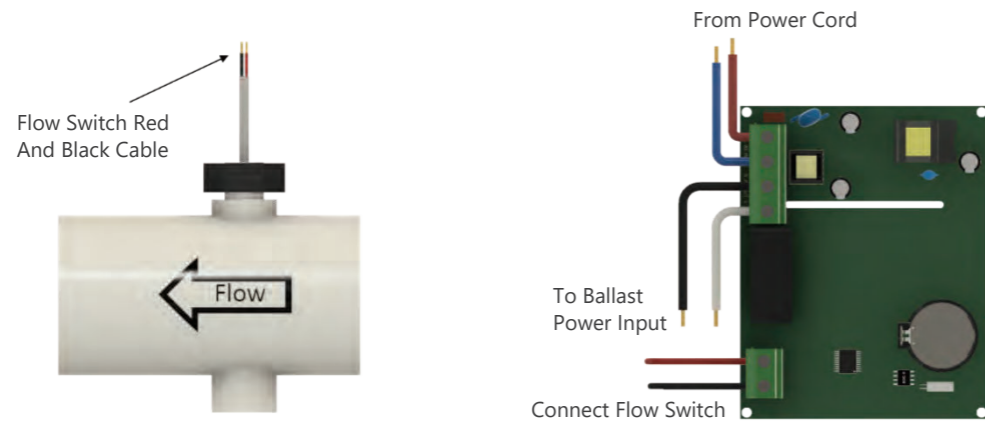 From Power Cord
Flow Switch Red
And Black Cable
Flow
To Ballast
Power Input
Connect Flow Switch